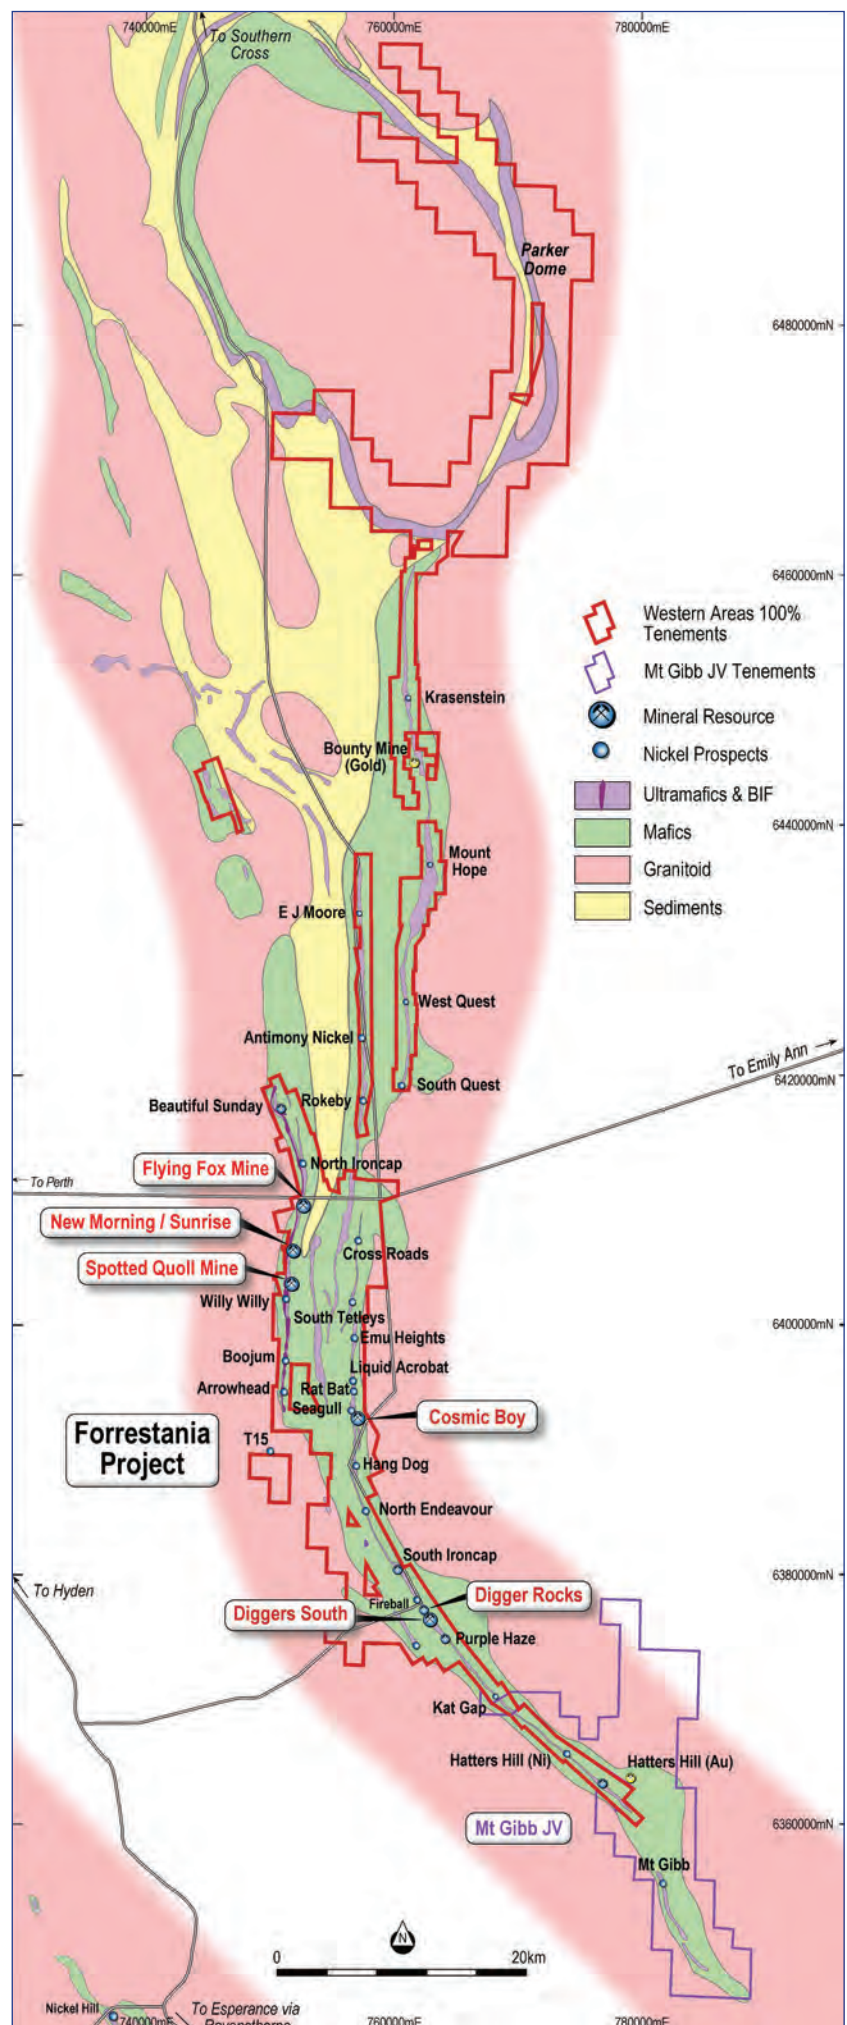 740000mE
760000mE
780000mE
To Southern
Cross
Parker
Dome
6480000mN
6460000mN
Western Areas 100%
Tenements
Mt Gibb JV Tenements
Mineral Resource
Nickel Prospects
Ultramafics & BIF
Mafics
Granitoid
Sediments
Krasenstein
Bounty Mine
(Gold)
6440000mN
Mount
Hope
E J Moore
West Quest
Antimony Nickel
To Emily Ann
6420000mN
South Quest
Rokeby
Beautiful Sunday
North Ironcap
Flying Fox Mine
To Perth
New Morning / Sunrise
Cross Roads
Spotted Quoll Mine
Willy Willy
South Tetleys
6400000mN
Emu Heights
Boojum
Liquid Acrobat
Arrowhead
Rat Bat
Seagull
Cosmic Boy
Forrestania
Project
T15
Hang Dog
North Endeavour
South Ironcap
6380000mN
To Hyden
Digger Rocks
Fireball
Diggers South
Purple Haze
Kat Gap
Hatters Hill (Ni)
Hatters Hill (Au)
Mt Gibb JV
6360000mN
Mt Gibb
N
0
20km
Nickel Hill
To Esperance via
Ravensthorpe
740000mE
760000mE
780000mE